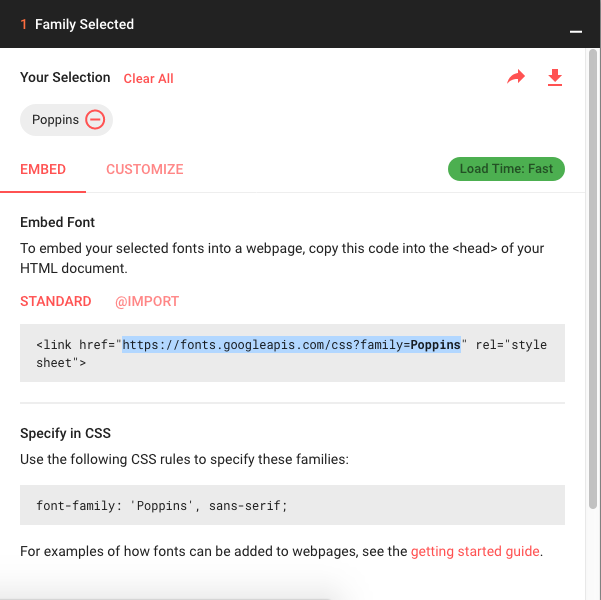 1 Family Selected
Your Selection Clear All
Poppins
EMBED CUSTOMIZE Load Time: Fast
Embed Font
To embed your selected fonts into a webpage, copy this code into the <head> of your
HTML document.
STANDARD @IMPORT
<link href="https://fonts.googleapis.com/css?family=Poppins" rel="style
sheet">
Specify in CSS
Use the following CSS rules to specify these families:
font-family: 'Poppins', sans-serif;
For examples of how fonts can be added to webpages, see the getting started guide.